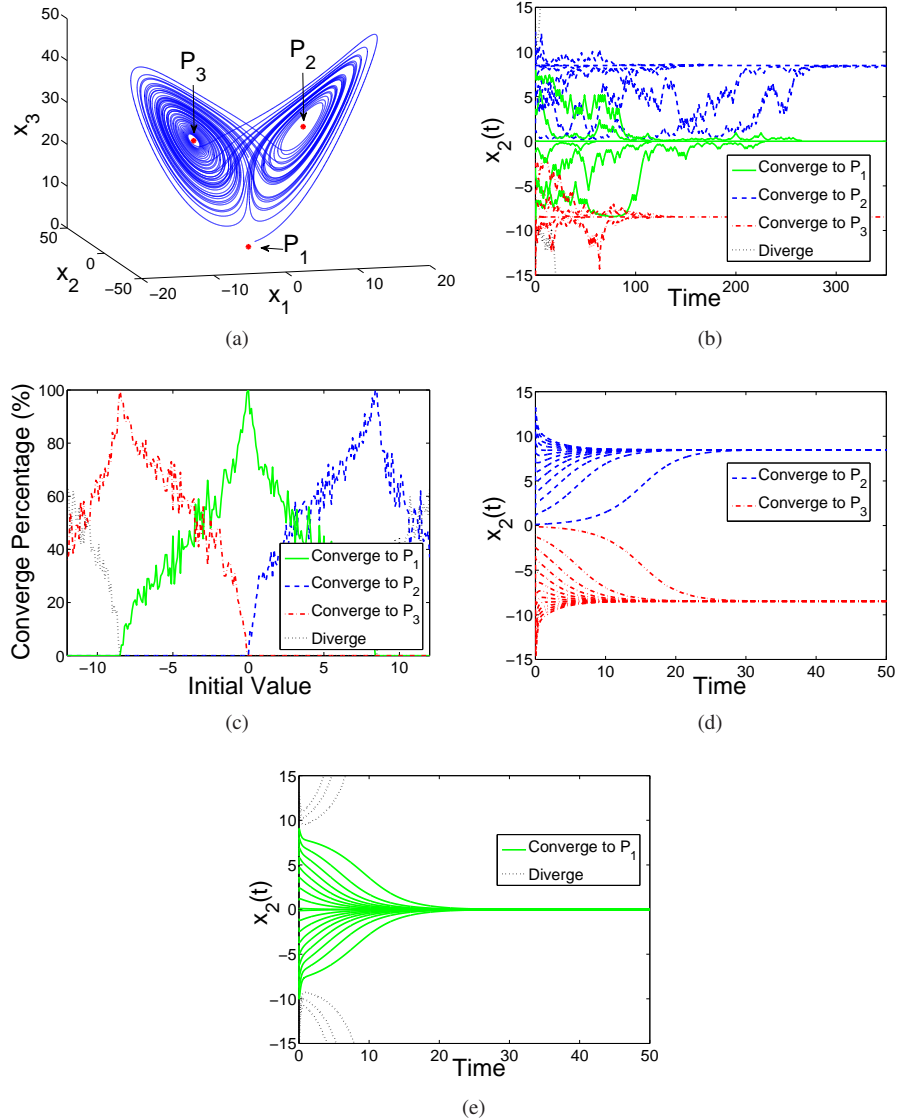 50
40
30
20
10
0
x3
50
0
−50
x2
−20
−10
0
10
20
x1
P3
P2
P1
(a)
15
10
5
0
−5
−10
−15
x2(t)
0
100
200
300
Time
Converge to P1
Converge to P2
Converge to P3
Diverge
(b)
100
80
60
40
20
0
Converge Percentage (%)
−10
−5
0
5
10
Initial Value
Converge to P1
Converge to P2
Converge to P3
Diverge
(c)
15
10
5
0
−5
−10
−15
x2(t)
0
10
20
30
40
50
Time
Converge to P2
Converge to P3
(d)
15
10
5
0
−5
−10
−15
x2(t)
0
10
20
30
40
50
Time
Converge to P1
Diverge
(e)